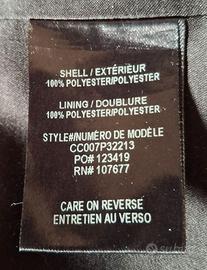 SHELL / EXTÉRIEUR
100% POLYESTER/POLYESTER
LINING / DOUBLURE
100% POLYESTER/POLYESTER
STYLE#/NUMÉRO DE MODÈLE
CC007P32213
PO# 123419
RN# 107677
CARE ON REVERSE
ENTRETIEN AU VERSO
subito